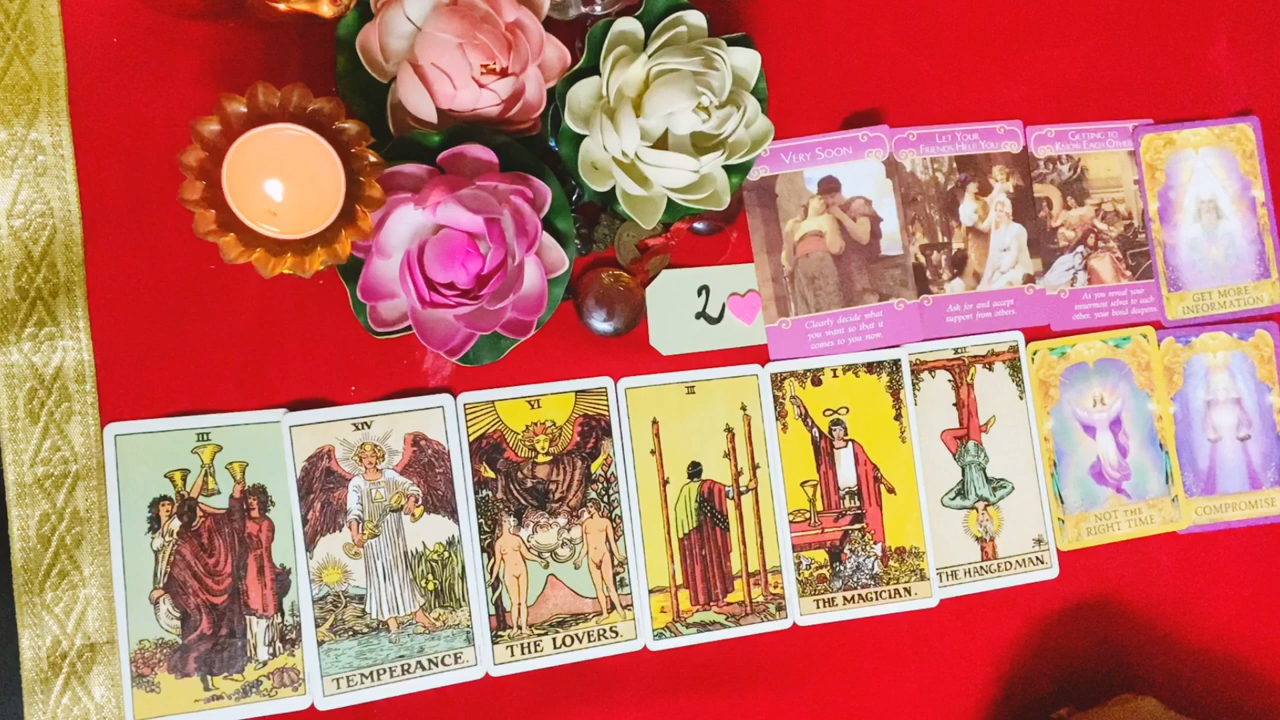 2
VERY SOON
Clearly decide what
you want so that it
comes to you now.
LET YOUR
FRIENDS HELP YOU
Ask for and accept
support from others.
GETTING TO
KNOW EACH OTHER
As you reveal your
innermost selves to each
other, your bond deepens.
GET MORE
INFORMATION
III
XIV
TEMPERANCE.
VI
THE LOVERS.
III
I
THE MAGICIAN.
XII
THE HANGED MAN.
NOT THE
RIGHT TIME
COMPROMISE